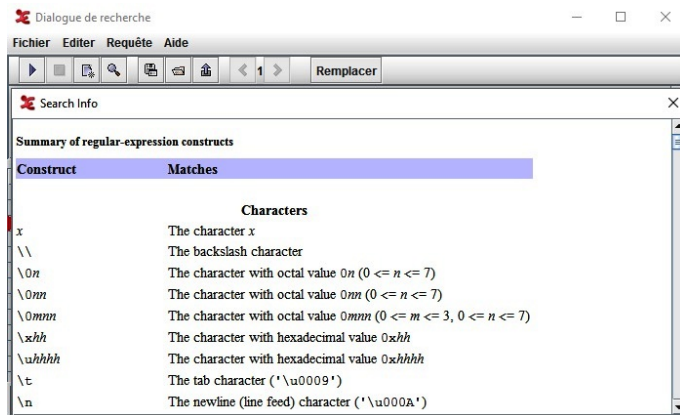 Dialogue de recherche
Fichier Editer Requête Aide
1 Remplacer
Search Info
Summary of regular-expression constructs
Construct Matches
Characters
x The character x
\\ The backslash character
\0n The character with octal value 0n (0 <= n <= 7)
\0nn The character with octal value 0nn (0 <= n <= 7)
\0mnn The character with octal value 0mnn (0 <= m <= 3, 0 <= n <= 7)
\xhh The character with hexadecimal value 0xhh
\uhhhh The character with hexadecimal value 0xhhhh
\t The tab character ('\u0009')
\n The newline (line feed) character ('\u000A')